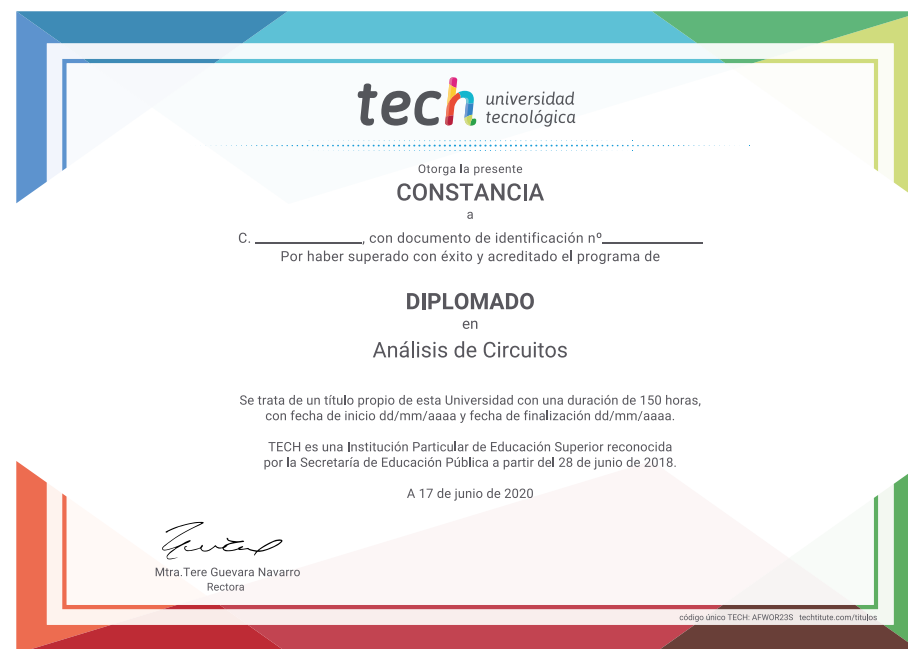 tech universidad
tecnológica
Otorga la presente
CONSTANCIA
a
C. ____________, con documento de identificación nº____________
Por haber superado con éxito y acreditado el programa de
DIPLOMADO
en
Análisis de Circuitos
Se trata de un título propio de esta Universidad con una duración de 150 horas,
con fecha de inicio dd/mm/aaaa y fecha de finalización dd/mm/aaaa.
TECH es una Institución Particular de Educación Superior reconocida
por la Secretaría de Educación Pública a partir del 28 de junio de 2018.
A 17 de junio de 2020
Mtra.Tere Guevara Navarro
Rectora
código único TECH: AFWOR23S techtitute.com/titulos